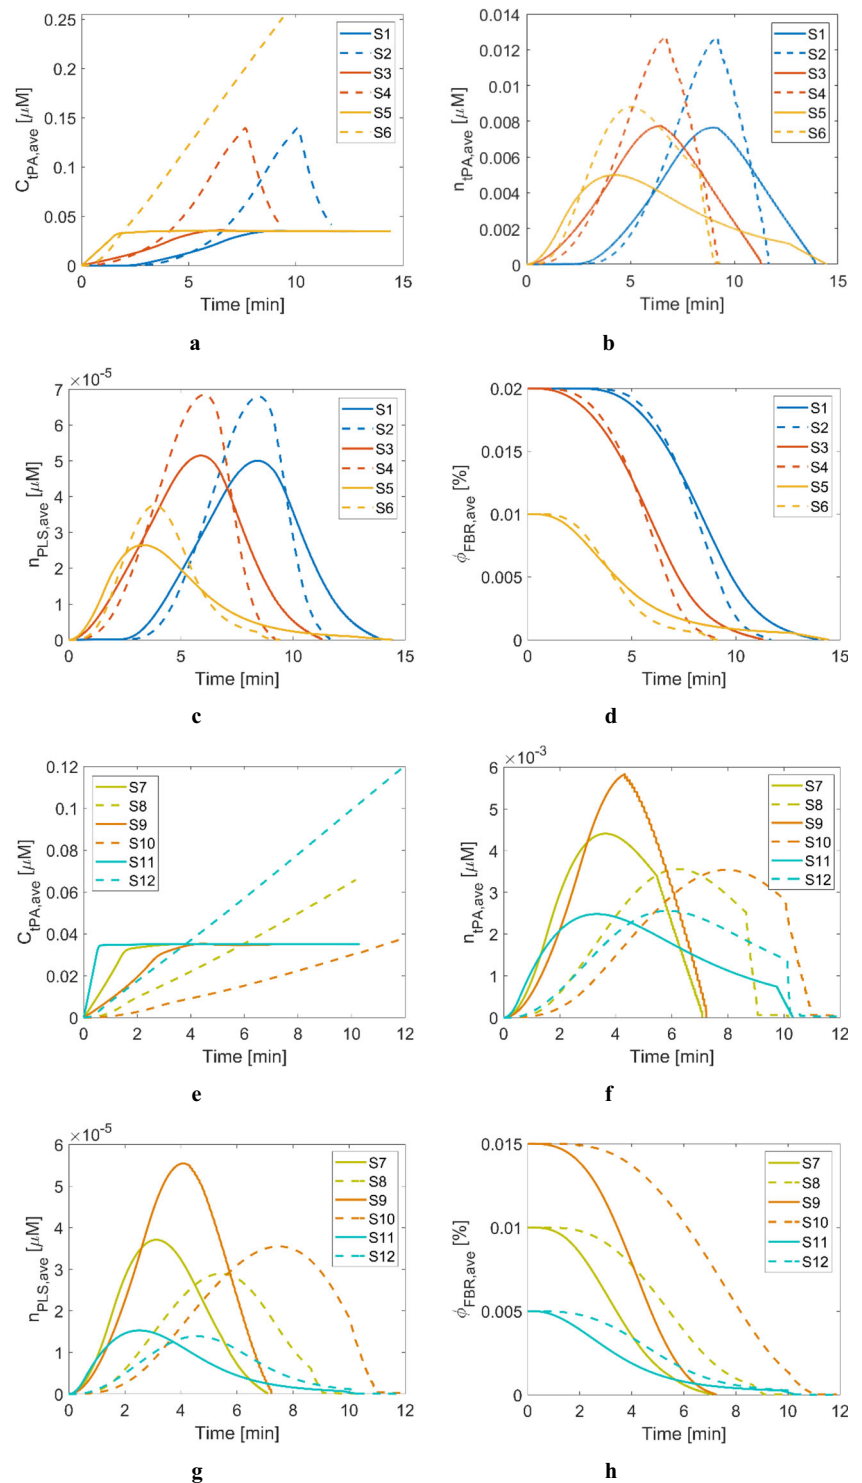 0.25
0.2
0.15
0.1
0.05
0
C_tPA,ave [μM]
0 5 10 15
Time [min]
S1
S2
S3
S4
S5
S6
a
0.014
0.012
0.01
0.008
0.006
0.004
0.002
0
n_tPA,ave [μM]
0 5 10 15
Time [min]
S1
S2
S3
S4
S5
S6
b
×10⁻⁵
7
6
5
4
3
2
1
0
n_PLS,ave [μM]
0 5 10 15
Time [min]
S1
S2
S3
S4
S5
S6
c
0.02
0.015
0.01
0.005
0
ϕ_FBR,ave [%]
0 5 10 15
Time [min]
S1
S2
S3
S4
S5
S6
d
0.12
0.1
0.08
0.06
0.04
0.02
0
C_tPA,ave [μM]
0 2 4 6 8 10 12
Time [min]
S7
S8
S9
S10
S11
S12
e
×10⁻³
6
5
4
3
2
1
0
n_tPA,ave [μM]
0 2 4 6 8 10 12
Time [min]
S7
S8
S9
S10
S11
S12
f
×10⁻⁵
6
5
4
3
2
1
0
n_PLS,ave [μM]
0 2 4 6 8 10 12
Time [min]
S7
S8
S9
S10
S11
S12
g
0.015
0.01
0.005
0
ϕ_FBR,ave [%]
0 2 4 6 8 10 12
Time [min]
S7
S8
S9
S10
S11
S12
h